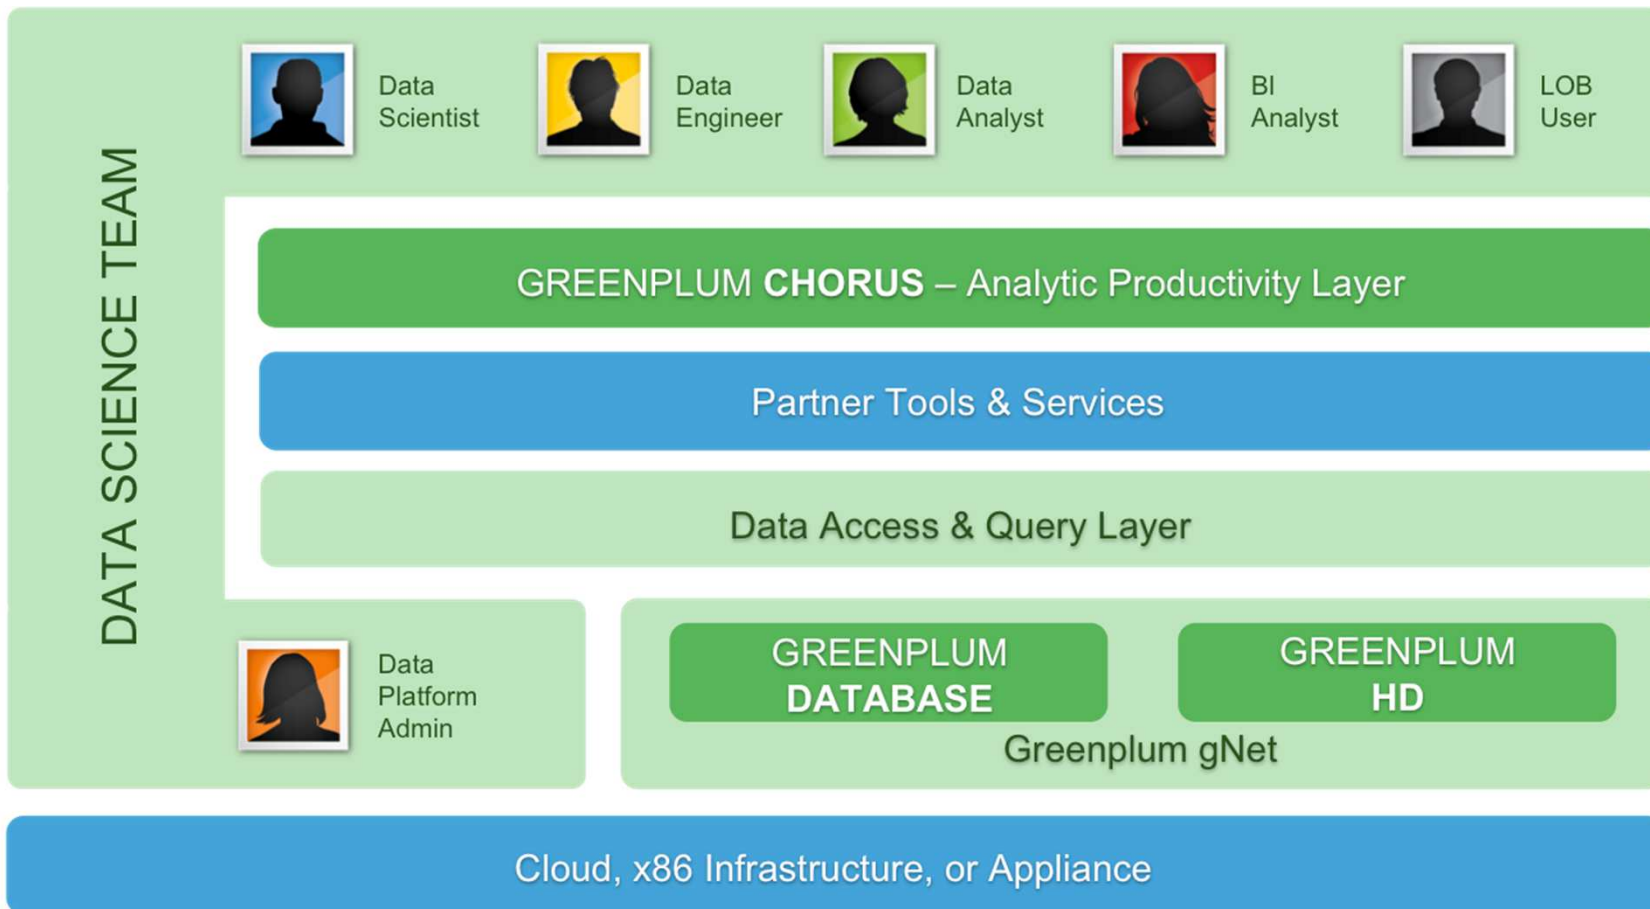 DATA SCIENCE TEAM
Data
Scientist
Data
Engineer
Data
Analyst
BI
Analyst
LOB
User
GREENPLUM CHORUS – Analytic Productivity Layer
Partner Tools & Services
Data Access & Query Layer
Data
Platform
Admin
GREENPLUM
DATABASE
GREENPLUM
HD
Greenplum gNet
Cloud, x86 Infrastructure, or Appliance